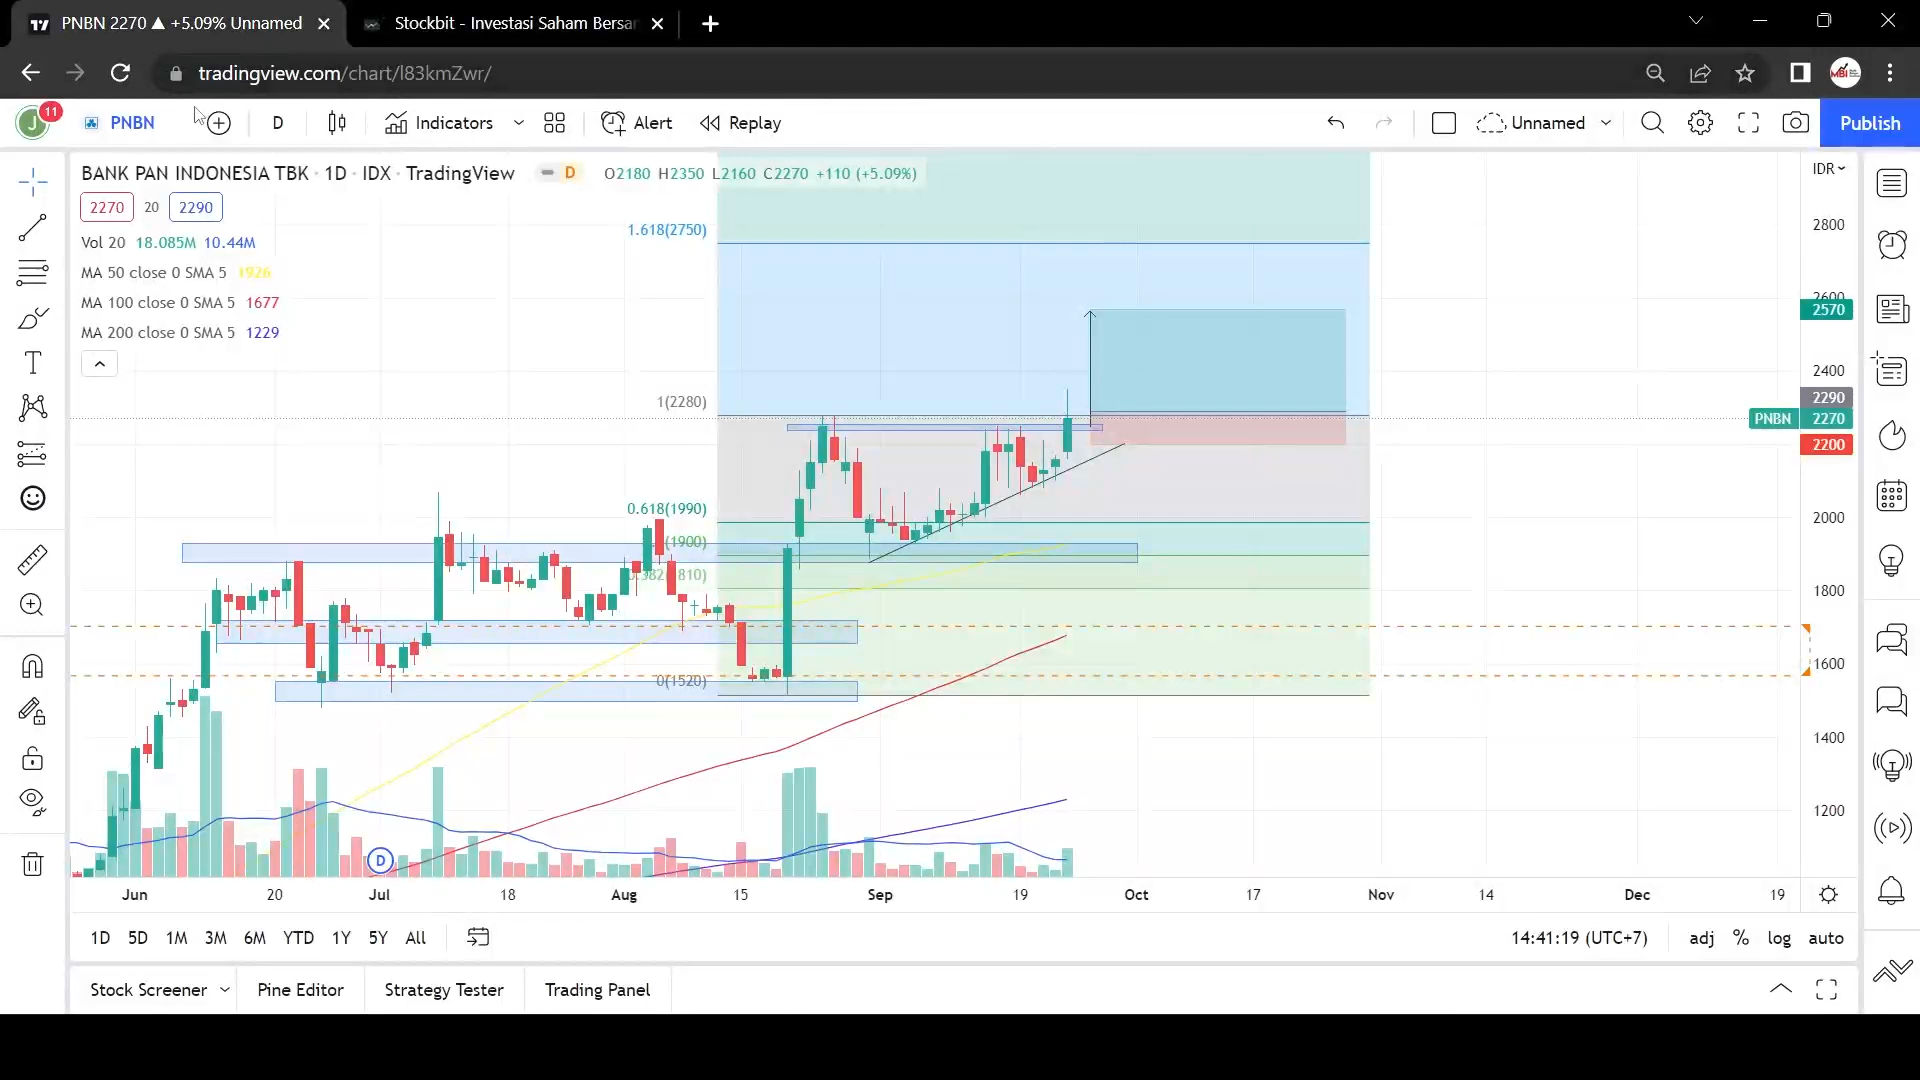 PNBN 2270 ▲ +5.09% Unnamed
Stockbit - Investasi Saham Bersa
tradingview.com/chart/l83kmZwr/
J 11 PNBN D Indicators Alert Replay Unnamed Publish
BANK PAN INDONESIA TBK · 1D · IDX · TradingView D O2180 H2350 L2160 C2270 +110 (+5.09%) IDR
2270 20 2290
Vol 20 18.085M 10.44M
MA 50 close 0 SMA 5 1926
MA 100 close 0 SMA 5 1677
MA 200 close 0 SMA 5 1229
1.618(2750)
1(2280)
0.618(1990)
(1900)
0.382(1810)
0(1520)
2800
2600
2570
2400
2290
PNBN 2270
2200
2000
1800
1600
1400
1200
D
Jun 20 Jul 18 Aug 15 Sep 19 Oct 17 Nov 14 Dec 19
1D 5D 1M 3M 6M YTD 1Y 5Y All 14:41:19 (UTC+7) adj % log auto
Stock Screener Pine Editor Strategy Tester Trading Panel